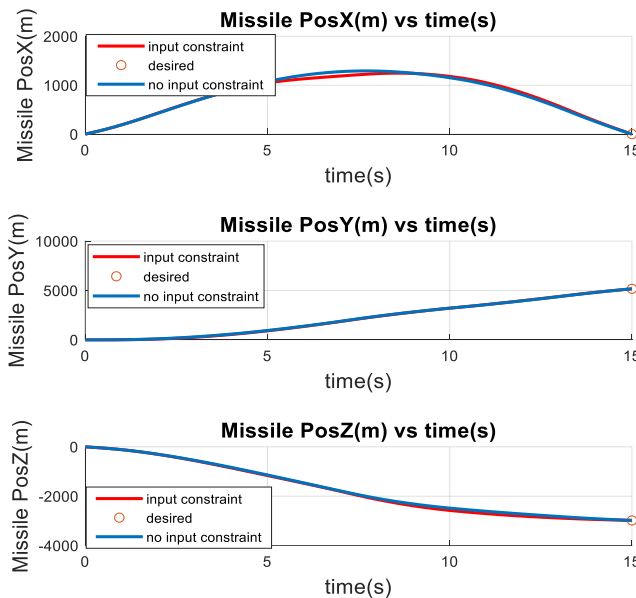 Missile PosX(m) vs time(s)
Missile PosX(m)
2000
1000
0
input constraint
desired
no input constraint
0 5 10 15
time(s)
Missile PosY(m) vs time(s)
Missile PosY(m)
10000
5000
0
input constraint
desired
no input constraint
0 5 10 15
time(s)
Missile PosZ(m) vs time(s)
Missile PosZ(m)
0
-2000
-4000
input constraint
desired
no input constraint
0 5 10 15
time(s)